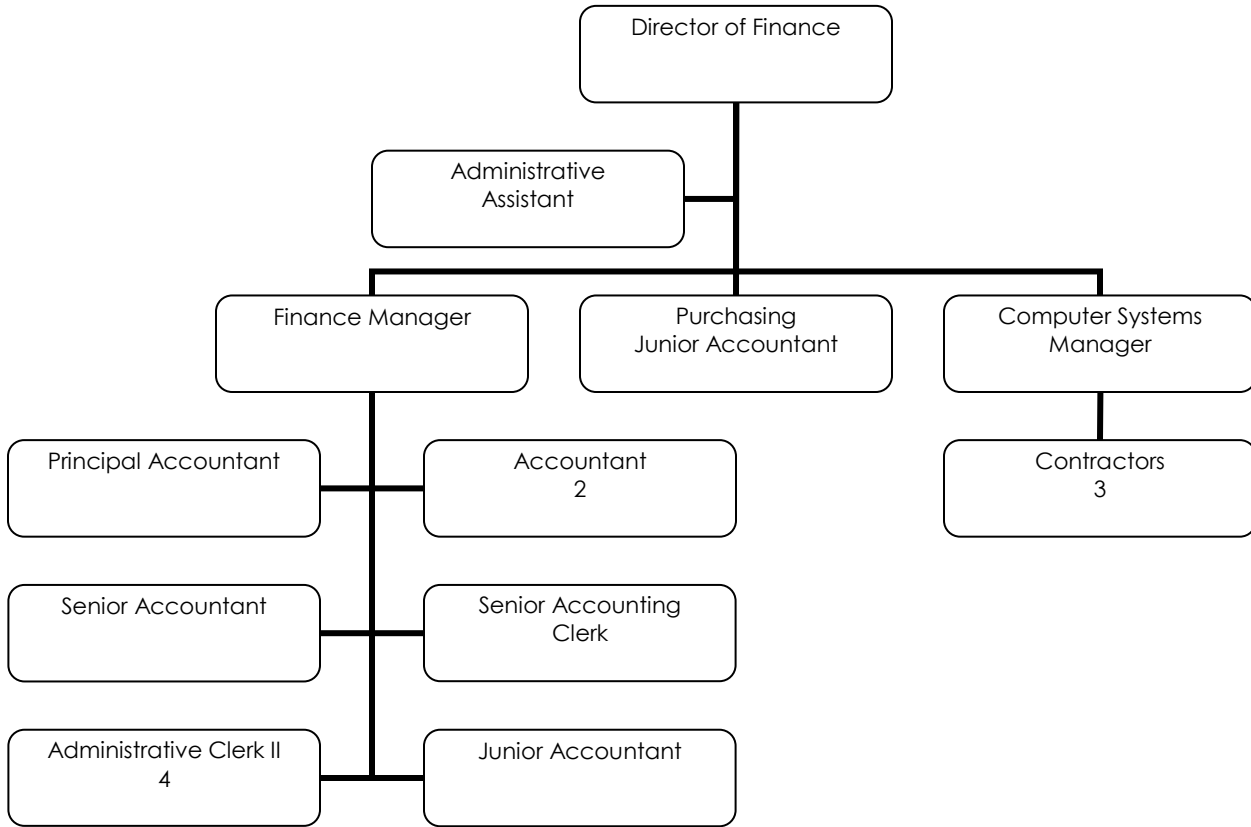 Director of Finance
Administrative
Assistant
Finance Manager
Purchasing
Junior Accountant
Computer Systems
Manager
Principal Accountant
Accountant
2
Contractors
3
Senior Accountant
Senior Accounting
Clerk
Administrative Clerk II
4
Junior Accountant